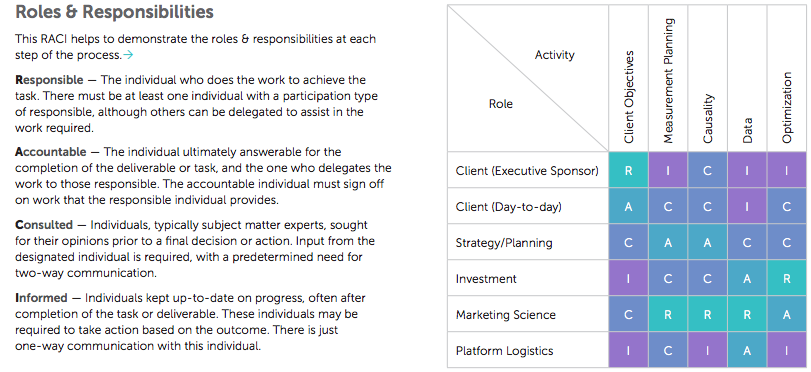 Roles & Responsibilities
This RACI helps to demonstrate the roles & responsibilities at each
step of the process.→
Responsible — The individual who does the work to achieve the
task. There must be at least one individual with a participation type
of responsible, although others can be delegated to assist in the
work required.
Accountable — The individual ultimately answerable for the
completion of the deliverable or task, and the one who delegates the
work to those responsible. The accountable individual must sign off
on work that the responsible individual provides.
Consulted — Individuals, typically subject matter experts, sought
for their opinions prior to a final decision or action. Input from the
designated individual is required, with a predetermined need for
two-way communication.
Informed — Individuals kept up-to-date on progress, often after
completion of the task or deliverable. These individuals may be
required to take action based on the outcome. There is just
one-way communication with this individual.
Activity
Role
Client Objectives
Measurement Planning
Causality
Data
Optimization
Client (Executive Sponsor) R I C I I
Client (Day-to-day) A C C I C
Strategy/Planning C A A C C
Investment I C C A R
Marketing Science C R R R A
Platform Logistics I C I A I